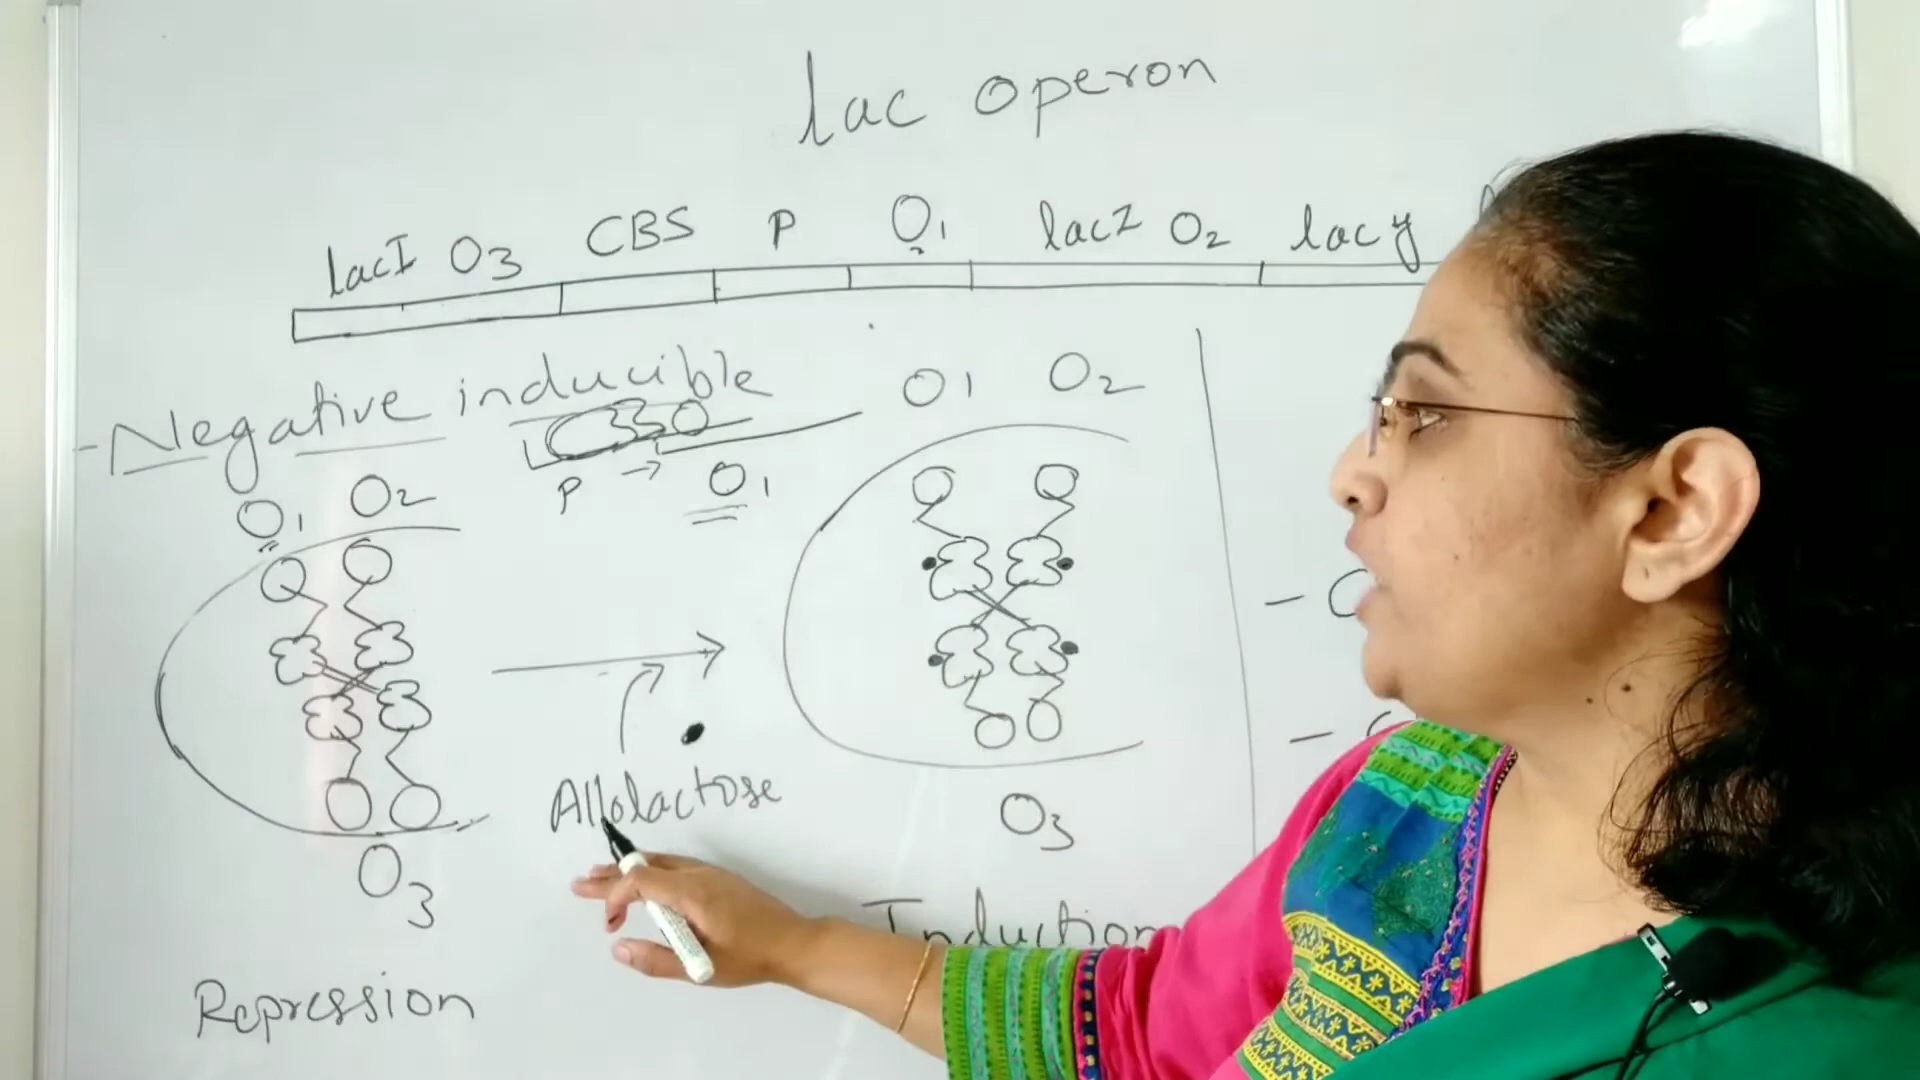 lac operon
lacI O3 CBS P O1 lacZ O2 lacy
- Negative inducible
P → O1
O1 O2
O1 O2
Allolactose
O3
O3
Induction
Repression